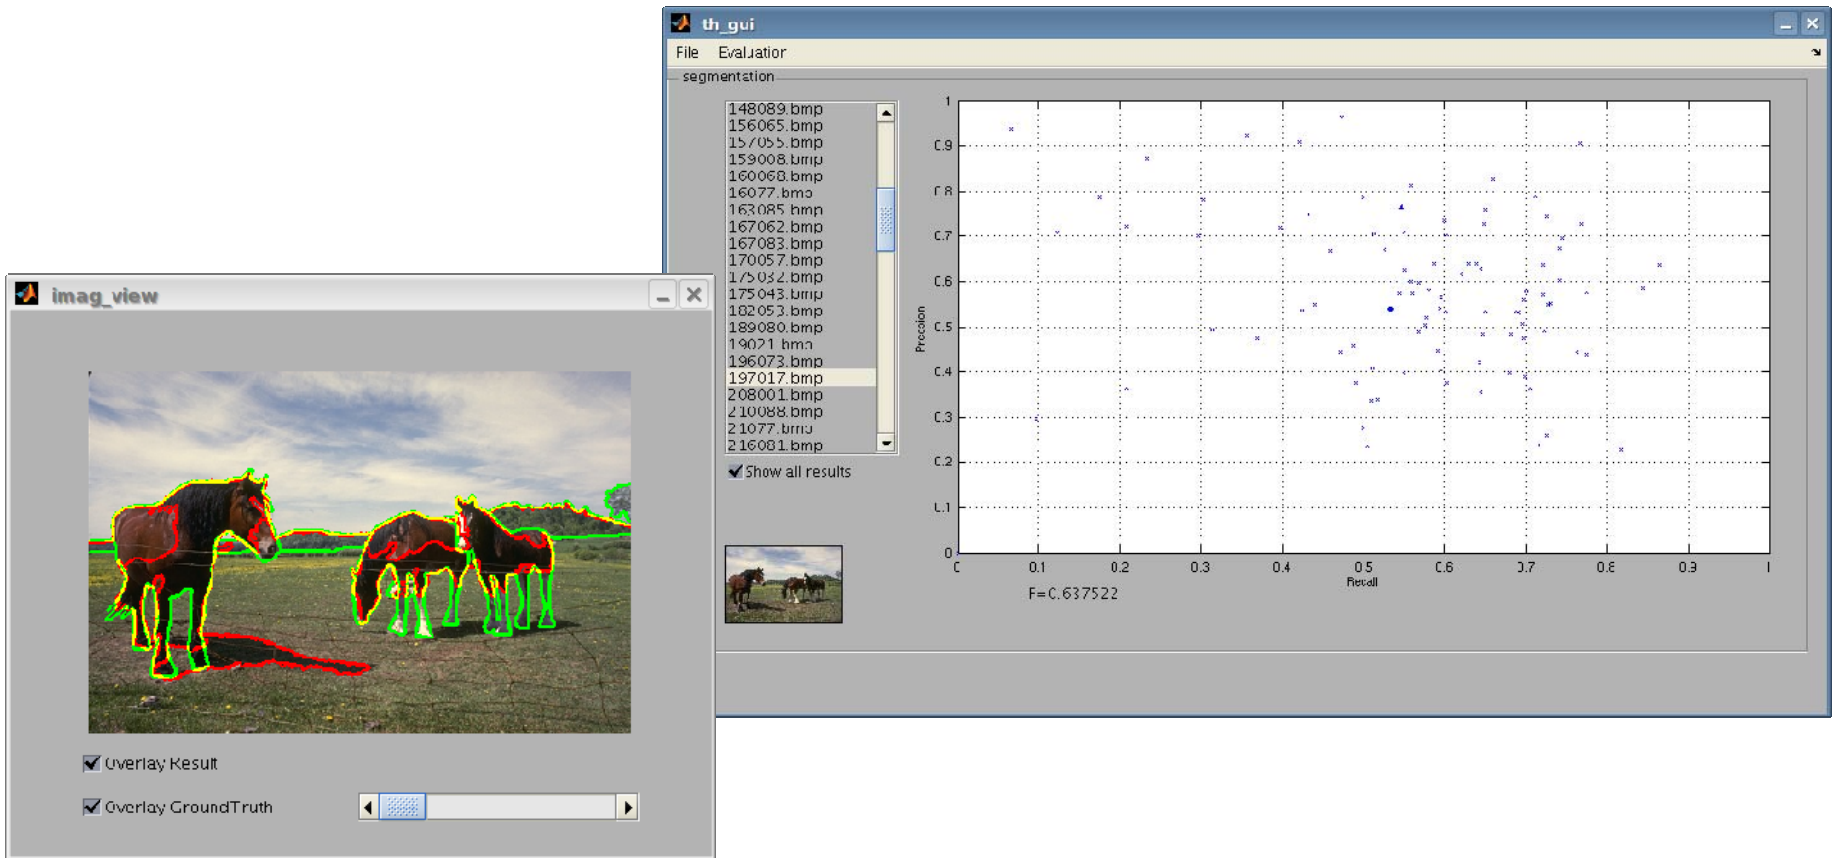 th_gui
File Evaluation
segmentation
148089.bmp
156065.bmp
157055.bmp
159008.bmp
160068.bmp
16077.bmp
163085.bmp
167062.bmp
167083.bmp
170057.bmp
175032.bmp
175043.bmp
182053.bmp
189080.bmp
19021.bmp
196073.bmp
197017.bmp
208001.bmp
210088.bmp
21077.bmp
216081.bmp
Show all results
1
0.9
0.8
0.7
0.6
0.5
0.4
0.3
0.2
0.1
0
Precision
0 0.1 0.2 0.3 0.4 0.5 0.6 0.7 0.8 0.9 1
Recall
F=0.637522
imag_view
Overlay Result
Overlay GroundTruth